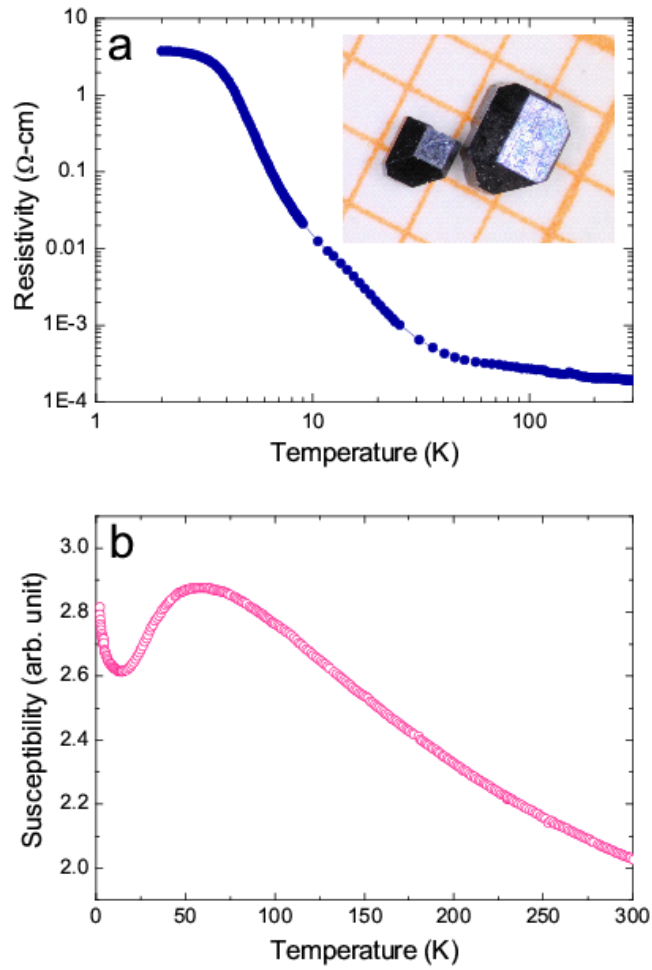 a
10
1
0.1
0.01
1E-3
1E-4
1
10
100
Resistivity (Ω-cm)
Temperature (K)
b
3.0
2.8
2.6
2.4
2.2
2.0
0
50
100
150
200
250
300
Susceptibility (arb. unit)
Temperature (K)